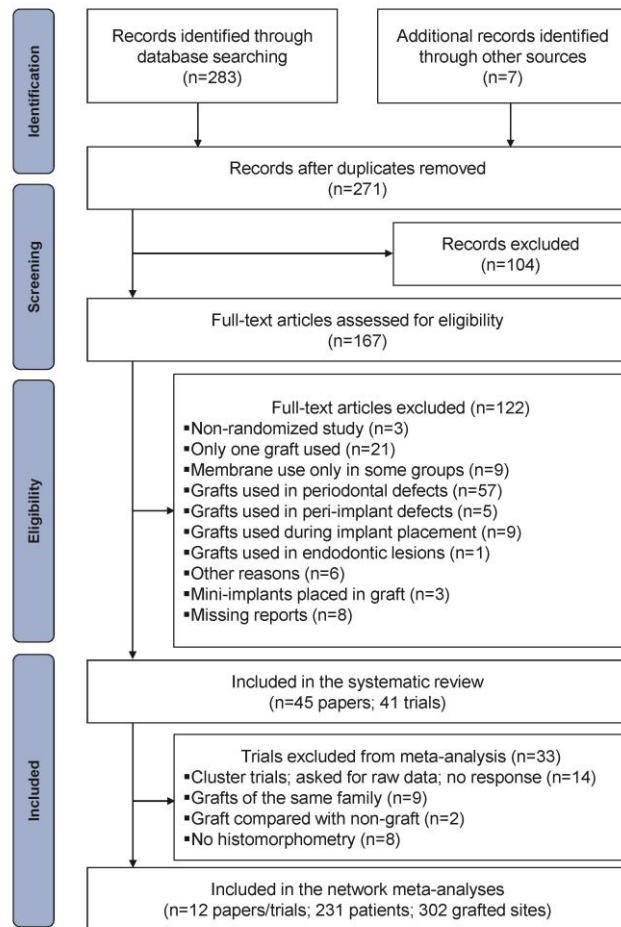 Identification
Records identified through
database searching
(n=283)
Additional records identified
through other sources
(n=7)
Records after duplicates removed
(n=271)
Screening
Records excluded
(n=104)
Full-text articles assessed for eligibility
(n=167)
Eligibility
Full-text articles excluded (n=122)
▪Non-randomized study (n=3)
▪Only one graft used (n=21)
▪Membrane use only in some groups (n=9)
▪Grafts used in periodontal defects (n=57)
▪Grafts used in peri-implant defects (n=5)
▪Grafts used during implant placement (n=9)
▪Grafts used in endodontic lesions (n=1)
▪Other reasons (n=6)
▪Mini-implants placed in graft (n=3)
▪Missing reports (n=8)
Included
Included in the systematic review
(n=45 papers; 41 trials)
Trials excluded from meta-analysis (n=33)
▪Cluster trials; asked for raw data; no response (n=14)
▪Grafts of the same family (n=9)
▪Graft compared with non-graft (n=2)
▪No histomorphometry (n=8)
Included in the network meta-analyses
(n=12 papers/trials; 231 patients; 302 grafted sites)